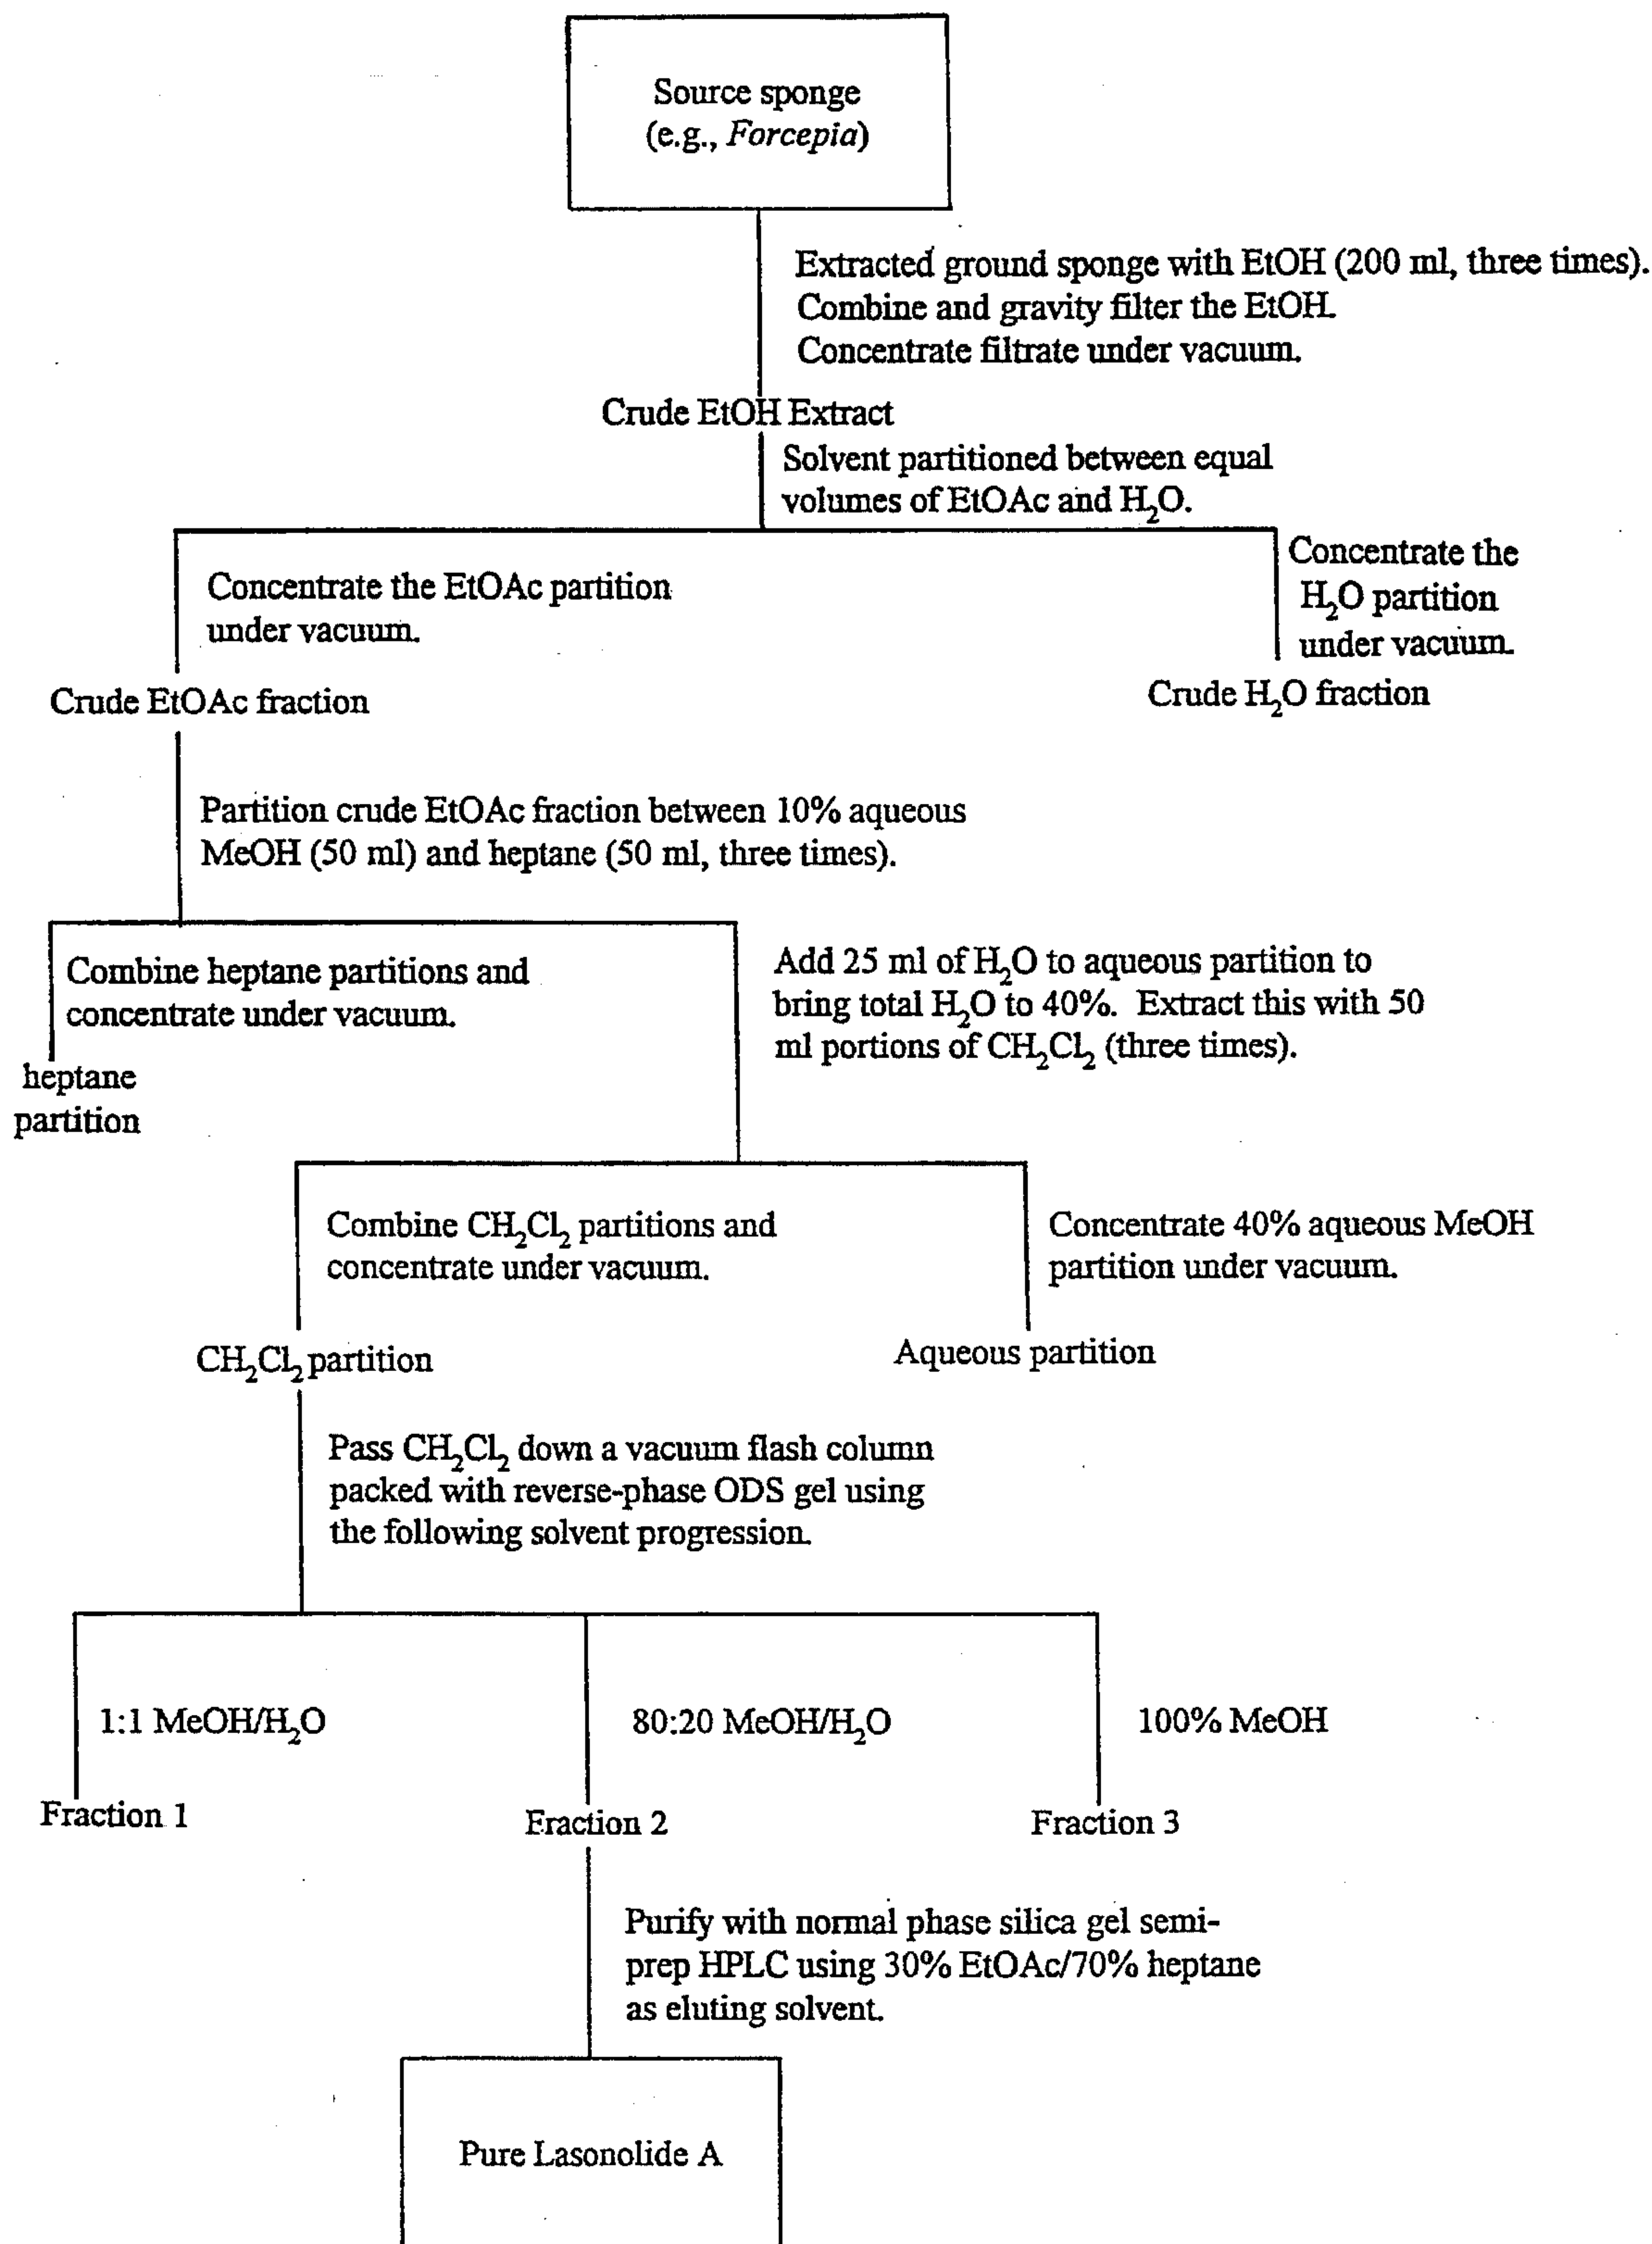 Source sponge
(e.g., Forcepia)
Extracted ground sponge with EtOH (200 ml, three times).
Combine and gravity filter the EtOH.
Concentrate filtrate under vacuum.
Crude EtOH Extract
Solvent partitioned between equal
volumes of EtOAc and H₂O.
Concentrate the EtOAc partition
under vacuum.
Concentrate the
H₂O partition
under vacuum.
Crude EtOAc fraction
Crude H₂O fraction
Partition crude EtOAc fraction between 10% aqueous
MeOH (50 ml) and heptane (50 ml, three times).
Combine heptane partitions and
concentrate under vacuum.
Add 25 ml of H₂O to aqueous partition to
bring total H₂O to 40%. Extract this with 50
ml portions of CH₂Cl₂ (three times).
heptane
partition
Combine CH₂Cl₂ partitions and
concentrate under vacuum.
Concentrate 40% aqueous MeOH
partition under vacuum.
CH₂Cl₂ partition
Aqueous partition
Pass CH₂Cl₂ down a vacuum flash column
packed with reverse-phase ODS gel using
the following solvent progression.
1:1 MeOH/H₂O
80:20 MeOH/H₂O
100% MeOH
Fraction 1
Fraction 2
Fraction 3
Purify with normal phase silica gel semi-
prep HPLC using 30% EtOAc/70% heptane
as eluting solvent.
Pure Lasonolide A